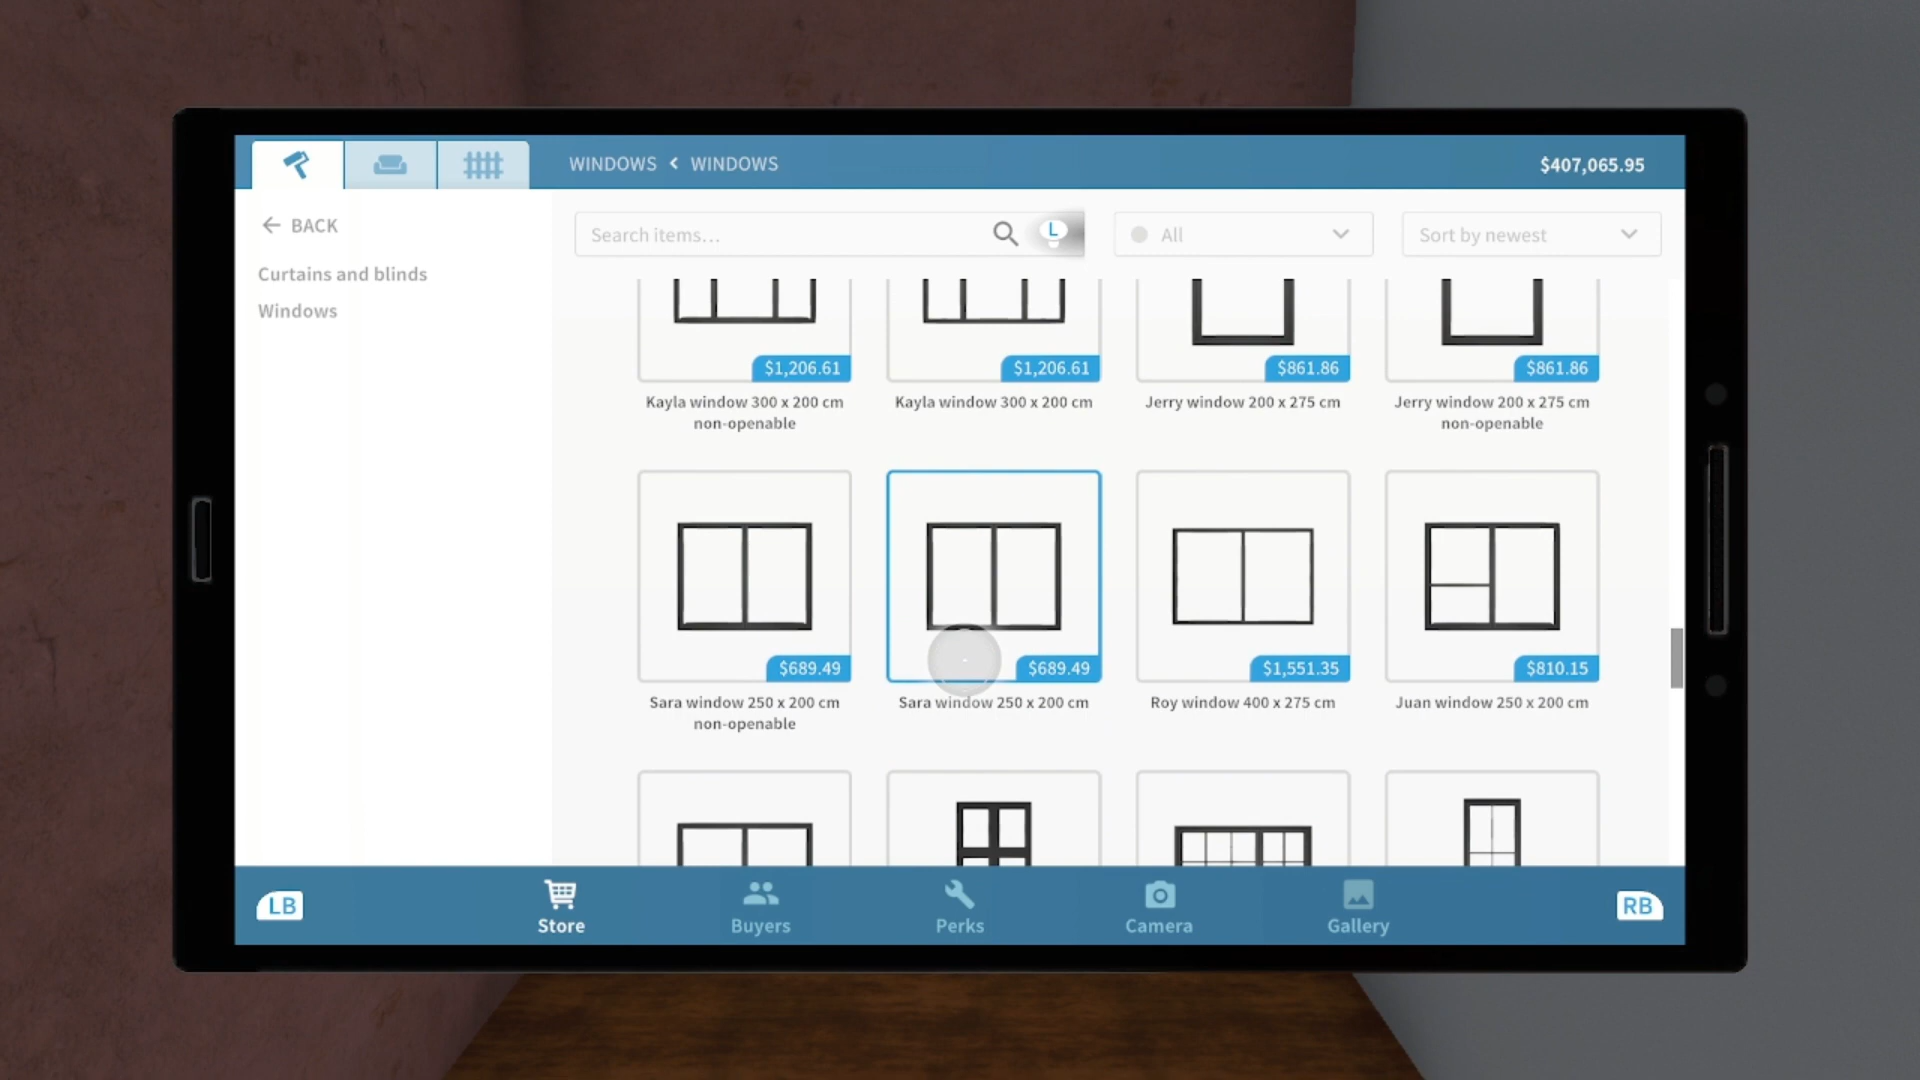 WINDOWS < WINDOWS
$407,065.95
BACK
Curtains and blinds
Windows
Search items...
L
All
Sort by newest
$1,206.61
$1,206.61
$861.86
$861.86
Kayla window 300 x 200 cm
non-openable
Kayla window 300 x 200 cm
Jerry window 200 x 275 cm
Jerry window 200 x 275 cm
non-openable
$689.49
$689.49
$1,551.35
$810.15
Sara window 250 x 200 cm
non-openable
Sara window 250 x 200 cm
Roy window 400 x 275 cm
Juan window 250 x 200 cm
LB
Store
Buyers
Perks
Camera
Gallery
RB